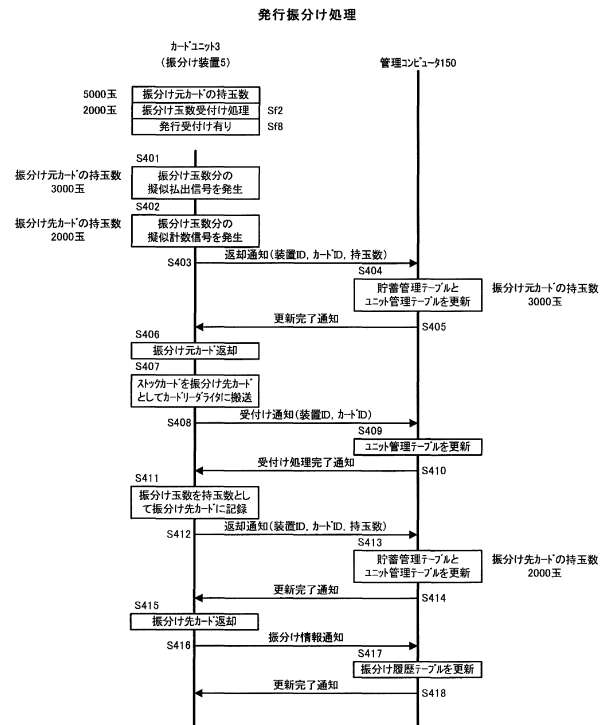 発行振分け処理
カードユニット3
(振分け装置5)
管理コンピュータ150
5000玉
振分け元カードの持玉数
2000玉
振分け玉数受付け処理
Sf2
発行受付け有り
Sf8
S401
振分け元カードの持玉数
3000玉
振分け玉数分の
擬似払出信号を発生
S402
振分け先カードの持玉数
2000玉
振分け玉数分の
擬似計数信号を発生
返却通知(装置ID, カードID, 持玉数)
S403
S404
貯蓄管理テーブルと
ユニット管理テーブルを更新
振分け元カードの持玉数
3000玉
更新完了通知
S405
S406
振分け元カード返却
S407
ストックカードを振分け先カード
としてカードリーダライタに搬送
受付け通知(装置ID, カードID)
S408
S409
ユニット管理テーブルを更新
受付け処理完了通知
S410
S411
振分け玉数を持玉数とし
て振分け先カードに記録
返却通知(装置ID, カードID, 持玉数)
S412
S413
貯蓄管理テーブルと
ユニット管理テーブルを更新
振分け先カードの持玉数
2000玉
更新完了通知
S414
S415
振分け先カード返却
振分け情報通知
S416
S417
振分け履歴テーブルを更新
更新完了通知
S418